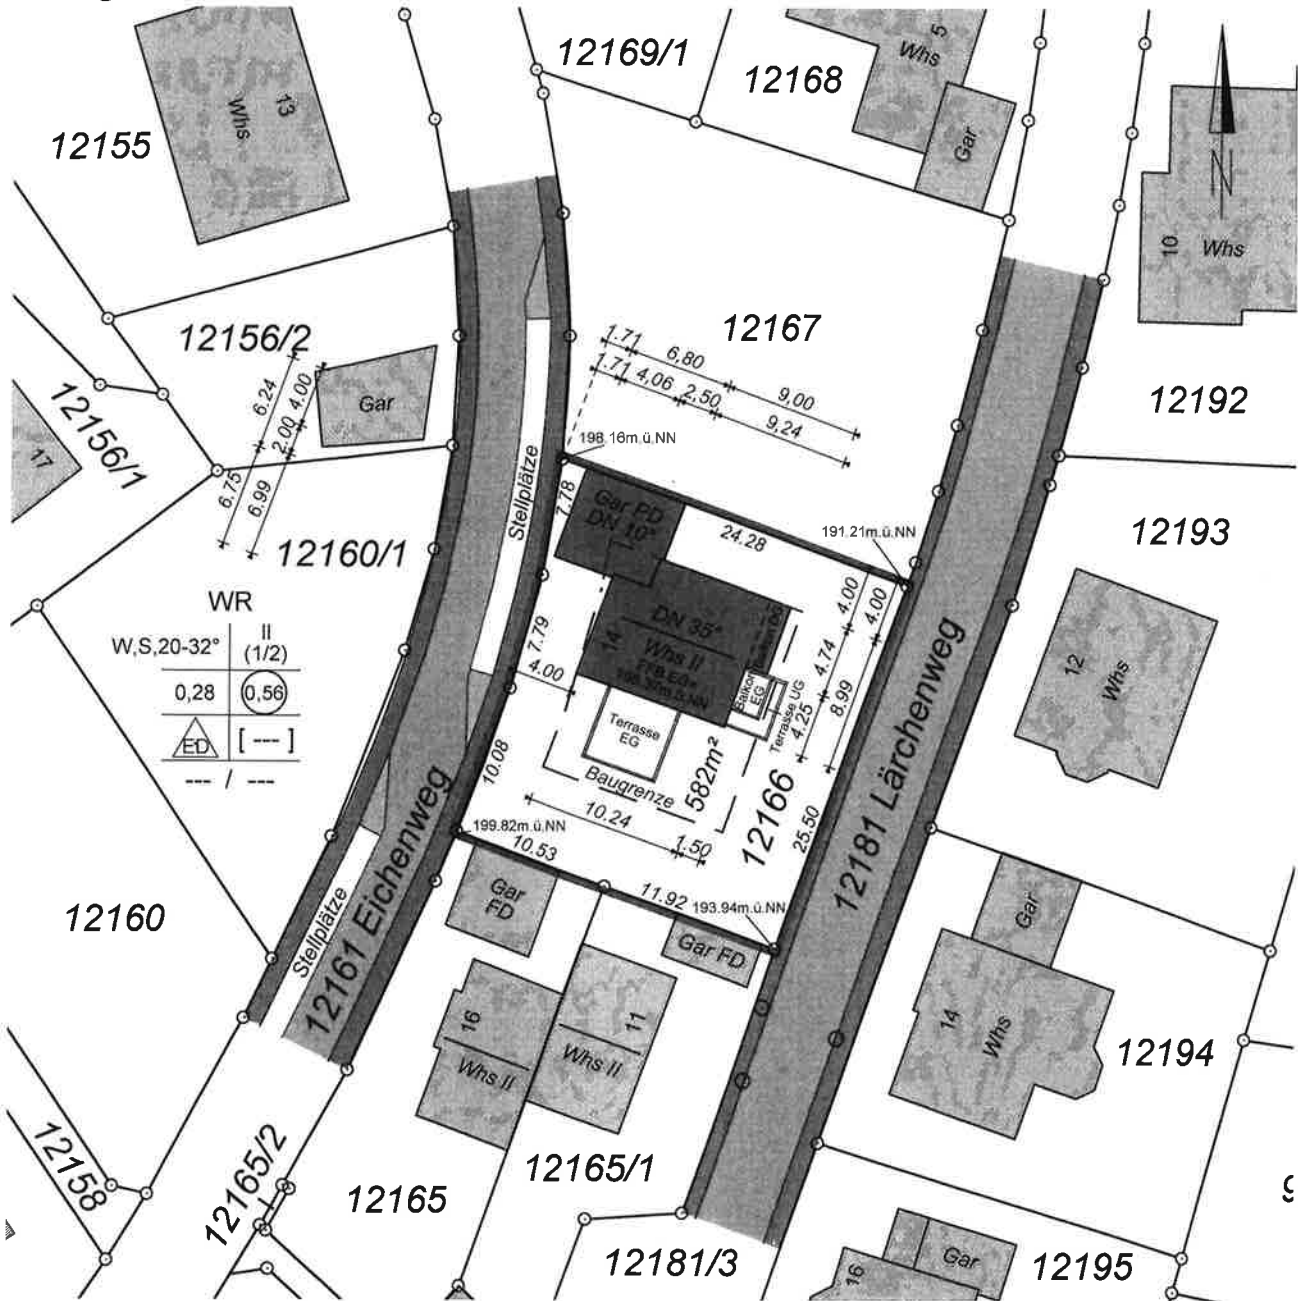 12169/1
12168
5
Whs
Gar
12155
13
Whs
N
10
Whs
12167
12156/2
Gar
12156/1
17
6.24
4.00
2.00
6.75
6.99
1.71
6,80
9,00
1.71
4,06
2,50
9,24
198.16m.ü.NN
12192
12193
Stellplätze
7.78
Gar PD
DN 10°
24.28
191.21m.ü.NN
12160/1
WR
W,S,20-32°
II
(1/2)
0,28
0,56
ED
[ --- ]
--- / ---
7.79
4.00
14
DN 35°
Whs II
FFB EG=
Balkon
EG
Terrasse UG
Terrasse
EG
4.00
4.00
4.74
8.99
4.25
12
Whs
10.08
Baugrenze
582m²
12166
10.24
1.50
25.50
12181 Lärchenweg
199.82m.ü.NN
10.53
11.92
193.94m.ü.NN
12161 Eichenweg
Stellplätze
12160
Gar
FD
Gar FD
Gar
16
Whs II
11
Whs II
14
Whs
12194
12158
12165/2
12165
12165/1
12181/3
16
Gar
12195